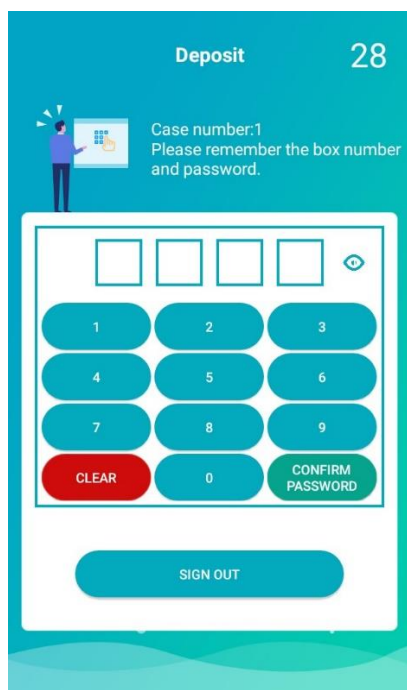 Deposit
28
Case number:1
Please remember the box number
and password.
1 2 3
4 5 6
7 8 9
CLEAR 0 CONFIRM
PASSWORD
SIGN OUT